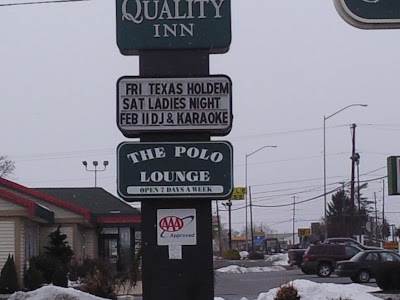 QUALITY
INN
FRI TEXAS HOLDEM
SAT LADIES NIGHT
FEB 11 DJ & KARAOKE
THE POLO
LOUNGE
OPEN 7 DAYS A WEEK
AAA
Approved